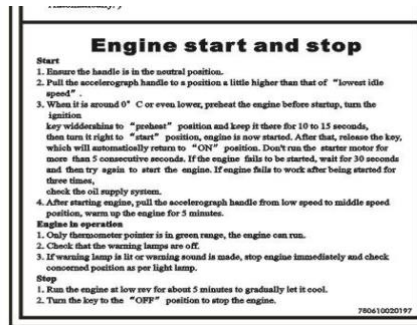 Engine start and stop
Start
1. Ensure the handle is in the neutral position.
2. Pull the accelerograph handle to a position a little higher than that of “lowest idle
speed”.
3. When it is around 0° C or even lower, preheat the engine before startup, turn the
ignition
key widdershins to “preheat” position and keep it there for 10 to 15 seconds,
then turn it right to “start” position, engine is now started. After that, release the key,
which will automatically return to “ON” position. Don't run the starter motor for
more than 5 consecutive seconds. If the engine fails to be started, wait for 30 seconds
and then try again to start the engine. If engine fails to work after being started for
three times,
check the oil supply system.
4. After starting engine, pull the accelerograph handle from low speed to middle speed
position, warm up the engine for 5 minutes.
Engine in operation
1. Only thermometer pointer is in green range, the engine can run.
2. Check that the warning lamps are off.
3. If warning lamp is lit or warning sound is made, stop engine immediately and check
concerned position as per light lamp.
Stop
1. Run the engine at low rev for about 5 minutes to gradually let it cool.
2. Turn the key to the “OFF” position to stop the engine.
780610020197